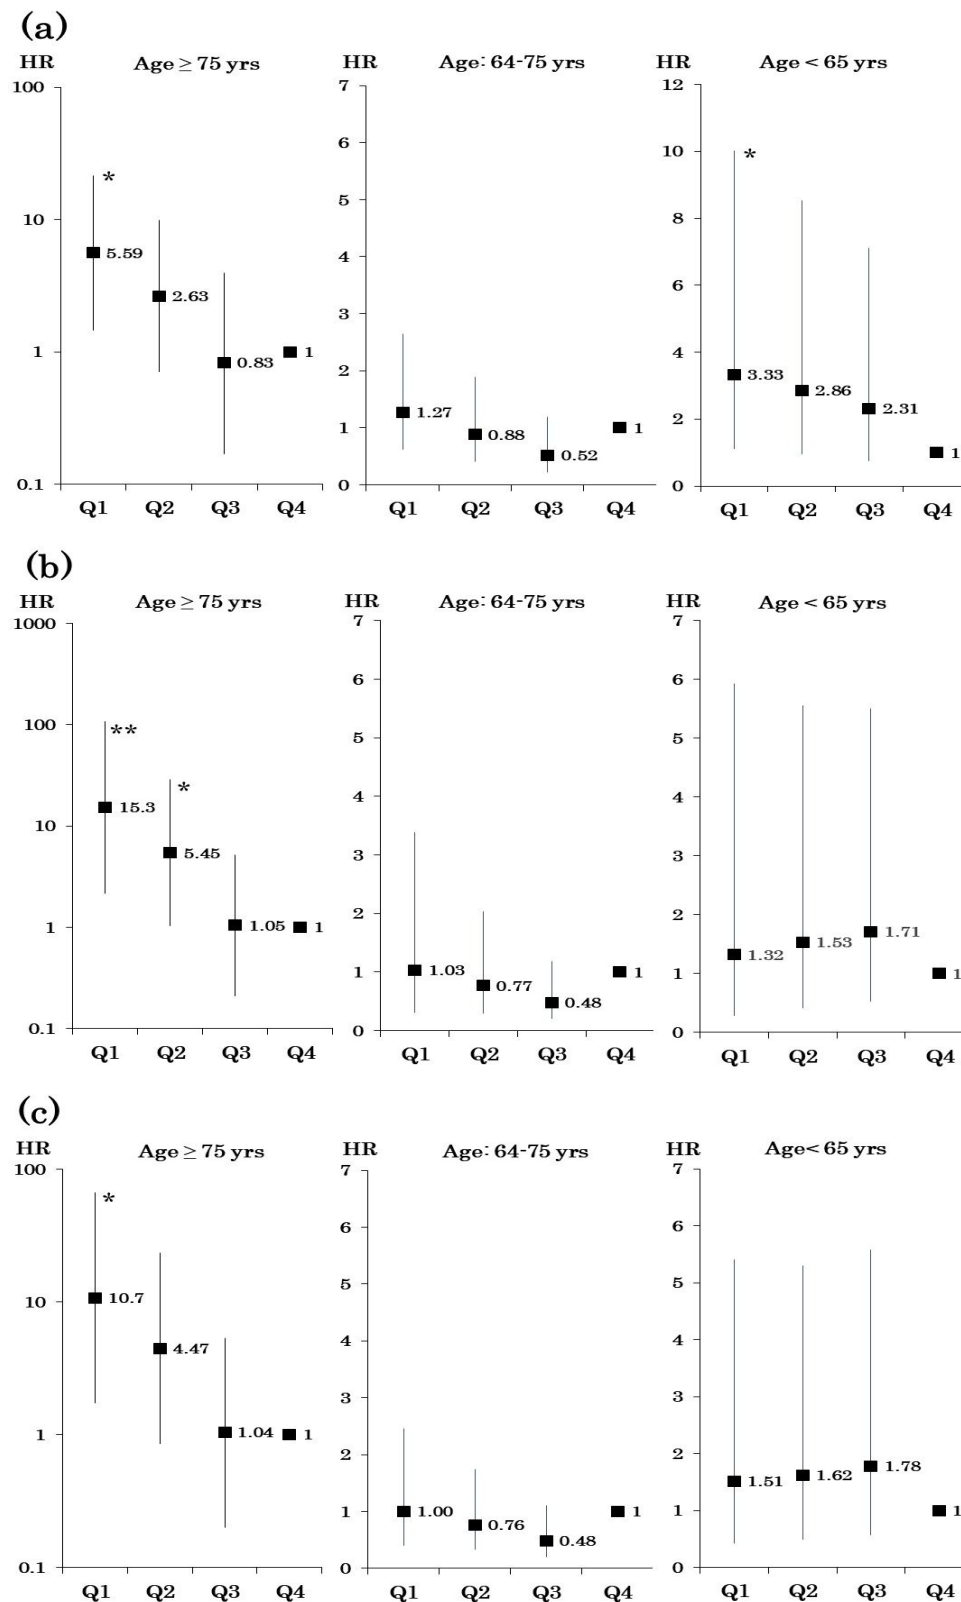 (a)
HR Age ≥ 75 yrs HR Age: 64-75 yrs HR Age < 65 yrs
100 7 12
6
10
* *
5
10 8
4
5.59 6
2.63 3
1 0.83 1 2 4 3.33 2.86 2.31
1.27 0.88 0.52 1
1 2 1
0.1 0 0
Q1 Q2 Q3 Q4 Q1 Q2 Q3 Q4 Q1 Q2 Q3 Q4
(b)
HR Age ≥ 75 yrs HR Age: 64-75 yrs HR Age < 65 yrs
1000 7 7
6 6
100 ** 5 5
* 4 4
10 15.3 5.45 3 3
2 2
1 1.05 1 1.32 1.53 1.71
1 1.03 0.77 0.48 1 1 1
0.1 0 0
Q1 Q2 Q3 Q4 Q1 Q2 Q3 Q4 Q1 Q2 Q3 Q4
(c)
HR Age ≥ 75 yrs HR Age: 64-75 yrs HR Age< 65 yrs
100 7 7
* 6 6
5 5
10 10.7 4 4
4.47 3 3
1 1.04 1 2 2 1.51 1.62 1.78
1 1.00 0.76 0.48 1 1 1
0.1 0 0
Q1 Q2 Q3 Q4 Q1 Q2 Q3 Q4 Q1 Q2 Q3 Q4